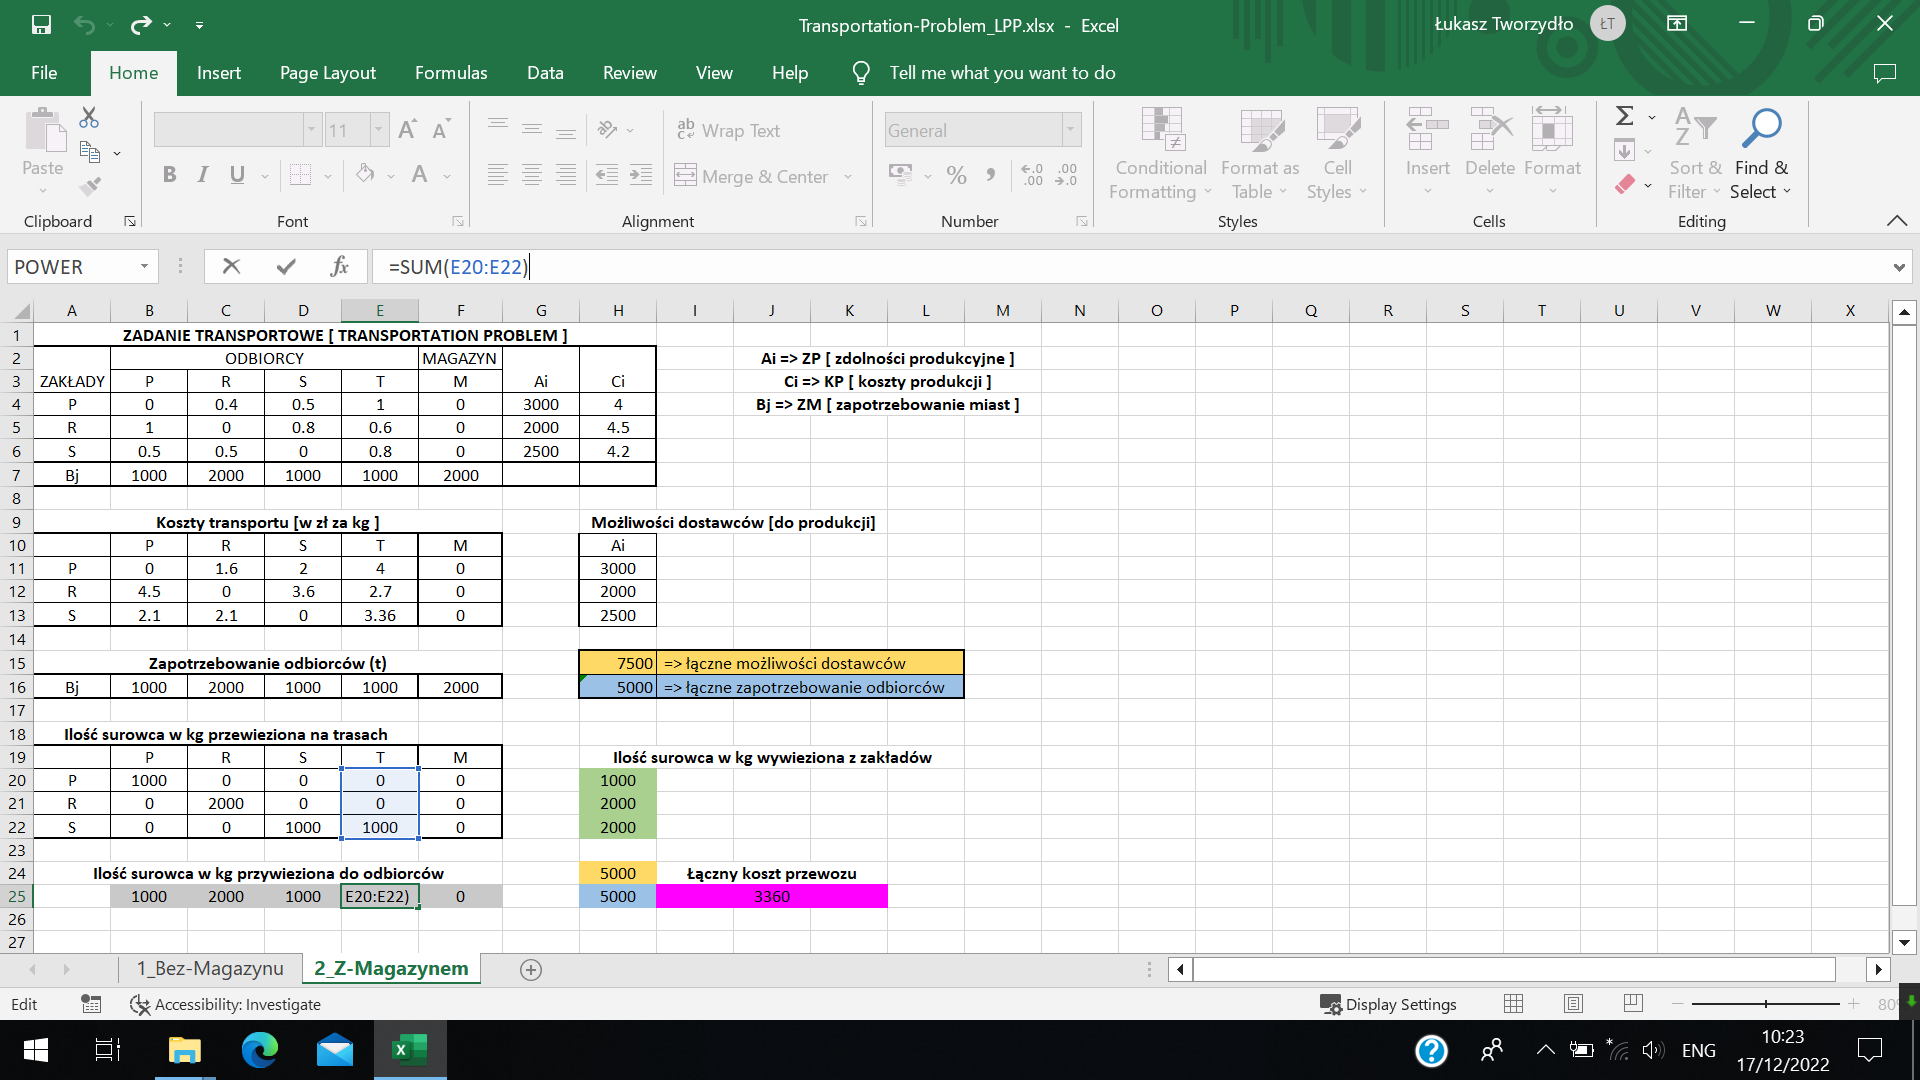 Transportation-Problem_LPP.xlsx - Excel
Łukasz Tworzydło ŁT
File Home Insert Page Layout Formulas Data Review View Help Tell me what you want to do
Paste
Clipboard
11 A A
B I U A
Font
ab Wrap Text
Merge & Center
Alignment
General
% , .00
Number
Conditional Formatting
Format as Table
Cell Styles
Styles
Insert Delete Format
Cells
Sort & Filter
Find & Select
Editing
POWER fx =SUM(E20:E22)
A B C D E F G H I J K L M N O P Q R S T U V W X
1 ZADANIE TRANSPORTOWE [ TRANSPORTATION PROBLEM ]
2 ODBIORCY MAGAZYN Ai => ZP [ zdolności produkcyjne ]
3 ZAKŁADY P R S T M Ai Ci Ci => KP [ koszty produkcji ]
4 P 0 0.4 0.5 1 0 3000 4 Bj => ZM [ zapotrzebowanie miast ]
5 R 1 0 0.8 0.6 0 2000 4.5
6 S 0.5 0.5 0 0.8 0 2500 4.2
7 Bj 1000 2000 1000 1000 2000
8
9 Koszty transportu [w zł za kg ] Możliwości dostawców [do produkcji]
10 P R S T M Ai
11 P 0 1.6 2 4 0 3000
12 R 4.5 0 3.6 2.7 0 2000
13 S 2.1 2.1 0 3.36 0 2500
14
15 Zapotrzebowanie odbiorców (t) 7500 => łączne możliwości dostawców
16 Bj 1000 2000 1000 1000 2000 5000 => łączne zapotrzebowanie odbiorców
17
18 Ilość surowca w kg przewieziona na trasach
19 P R S T M Ilość surowca w kg wywieziona z zakładów
20 P 1000 0 0 0 0 1000
21 R 0 2000 0 0 0 2000
22 S 0 0 1000 1000 0 2000
23
24 Ilość surowca w kg przywieziona do odbiorców 5000 Łączny koszt przewozu
25 1000 2000 1000 E20:E22) 0 5000 3360
26
27
1_Bez-Magazynu 2_Z-Magazynem
Edit Accessibility: Investigate Display Settings
ENG 10:23
17/12/2022